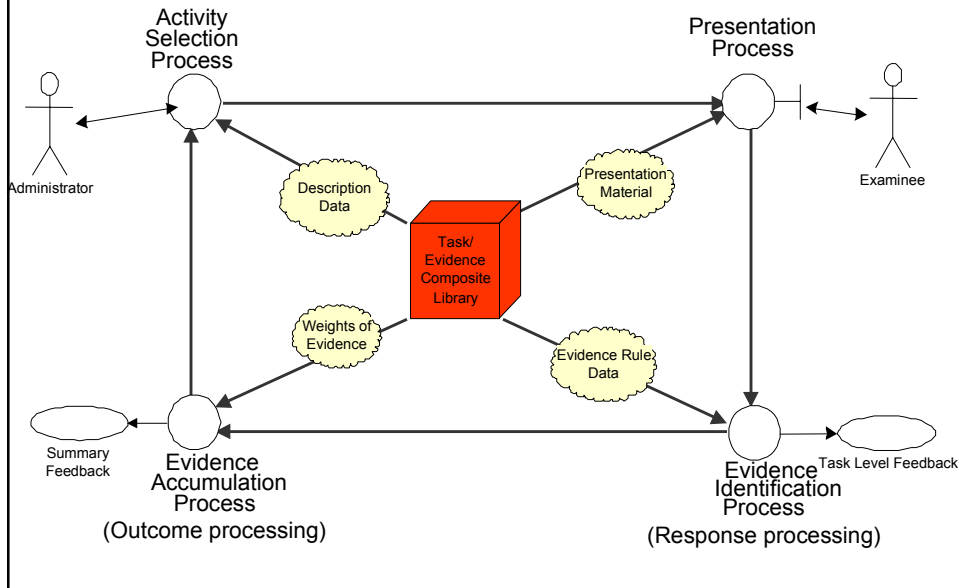 Activity
Selection
Process
Presentation
Process
Administrator
Examinee
Description
Data
Presentation
Material
Task/
Evidence
Composite
Library
Weights of
Evidence
Evidence Rule
Data
Summary
Feedback
Evidence
Accumulation
Process
(Outcome processing)
Evidence
Identification
Process
(Response processing)
Task Level Feedback